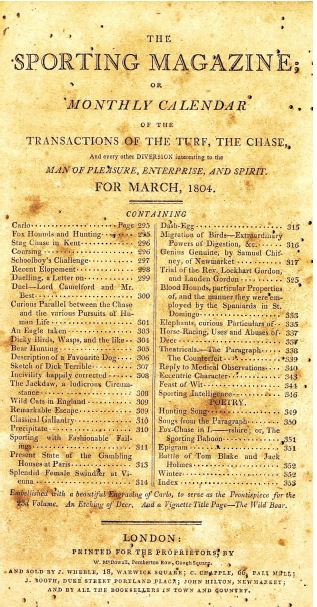 THE
SPORTING MAGAZINE;
OR
MONTHLY CALENDAR
OF THE
TRANSACTIONS OF THE TURF, THE CHASE,
And every other DIVERSION interesting to the
MAN OF PLEASURE, ENTERPRISE, AND SPIRIT.
FOR MARCH, 1804.
CONTAINING
Carlo Page 295
Fox Hounds and Hunting 295
Stag Chase in Kent 296
Coursing 296
Schoolboy's Challenge 297
Recent Elopement 298
Duelling, a Letter on 299
Duel—Lord Camelford and Mr.
Best 300
Curious Parallel between the Chase
and the various Pursuits of Hu-
man Life 301
An Eagle taken 303
Dicky Birds, Wasps, and the like 304
Bear Hunting 305
Description of a Favourite Dog 306
Sketch of Dick Terrible 307
Incivility happily corrected 308
The Jackdaw, a ludicrous Circum-
stance 308
Wild Cats in England 309
Remarkable Escape 309
Classical Gallantry 310
Precipitate 310
Sporting with Fashionable Fail-
ings 311
Present State of the Gambling
Houses at Paris 313
Splendid Female Swindler at Vi-
enna 314
Dash-Egg 315
Migration of Birds—Extraordinary
Powers of Digestion, &c. 316
Genius Genuine, by Samuel Chif-
ney, of Newmarket 317
Trial of the Rev. Lockhart Gordon,
and Loudon Gordon 325
Blood Hounds, particular Properties
of, and the manner they were em-
ployed by the Spaniards in St.
Domingo 333
Elephants, curious Particulars of 335
Horse Racing, Uses and Abuses of 337
Deer 337
Theatricals—The Paragraph 338
The Counterfeit 339
Reply to Medical Observations 340
Eccentric Character 343
Feast of Wit 344
Sporting Intelligence 346
POETRY.
Hunting Song 349
Songs from the Paragraph 350
Fox-Chase in shire; or, The
Sporting Baboon 351
Epigram 351
Battle of Tom Blake and Jack
Holmes 352
Winter 352
Index 353
Embellished with a beautiful Engraving of Carlo, to serve as the Frontispiece for the
Volume. An Etching of Deer. And a Vignette Title Page—The Wild Boar.
LONDON:
PRINTED FOR THE PROPRIETORS, BY
W. McDowall, Pemberton Row, Gough Square.
AND SOLD BY J. WHEBLE, 18, WARWICK SQUARE; C. CHAPPLE, 66, PALL MALL;
J. BOOTH, DUKE STREET PORTLAND PLACE; JOHN HILTON, NEWMARKET;
AND BY ALL THE BOOKSELLERS IN TOWN AND COUNTRY.